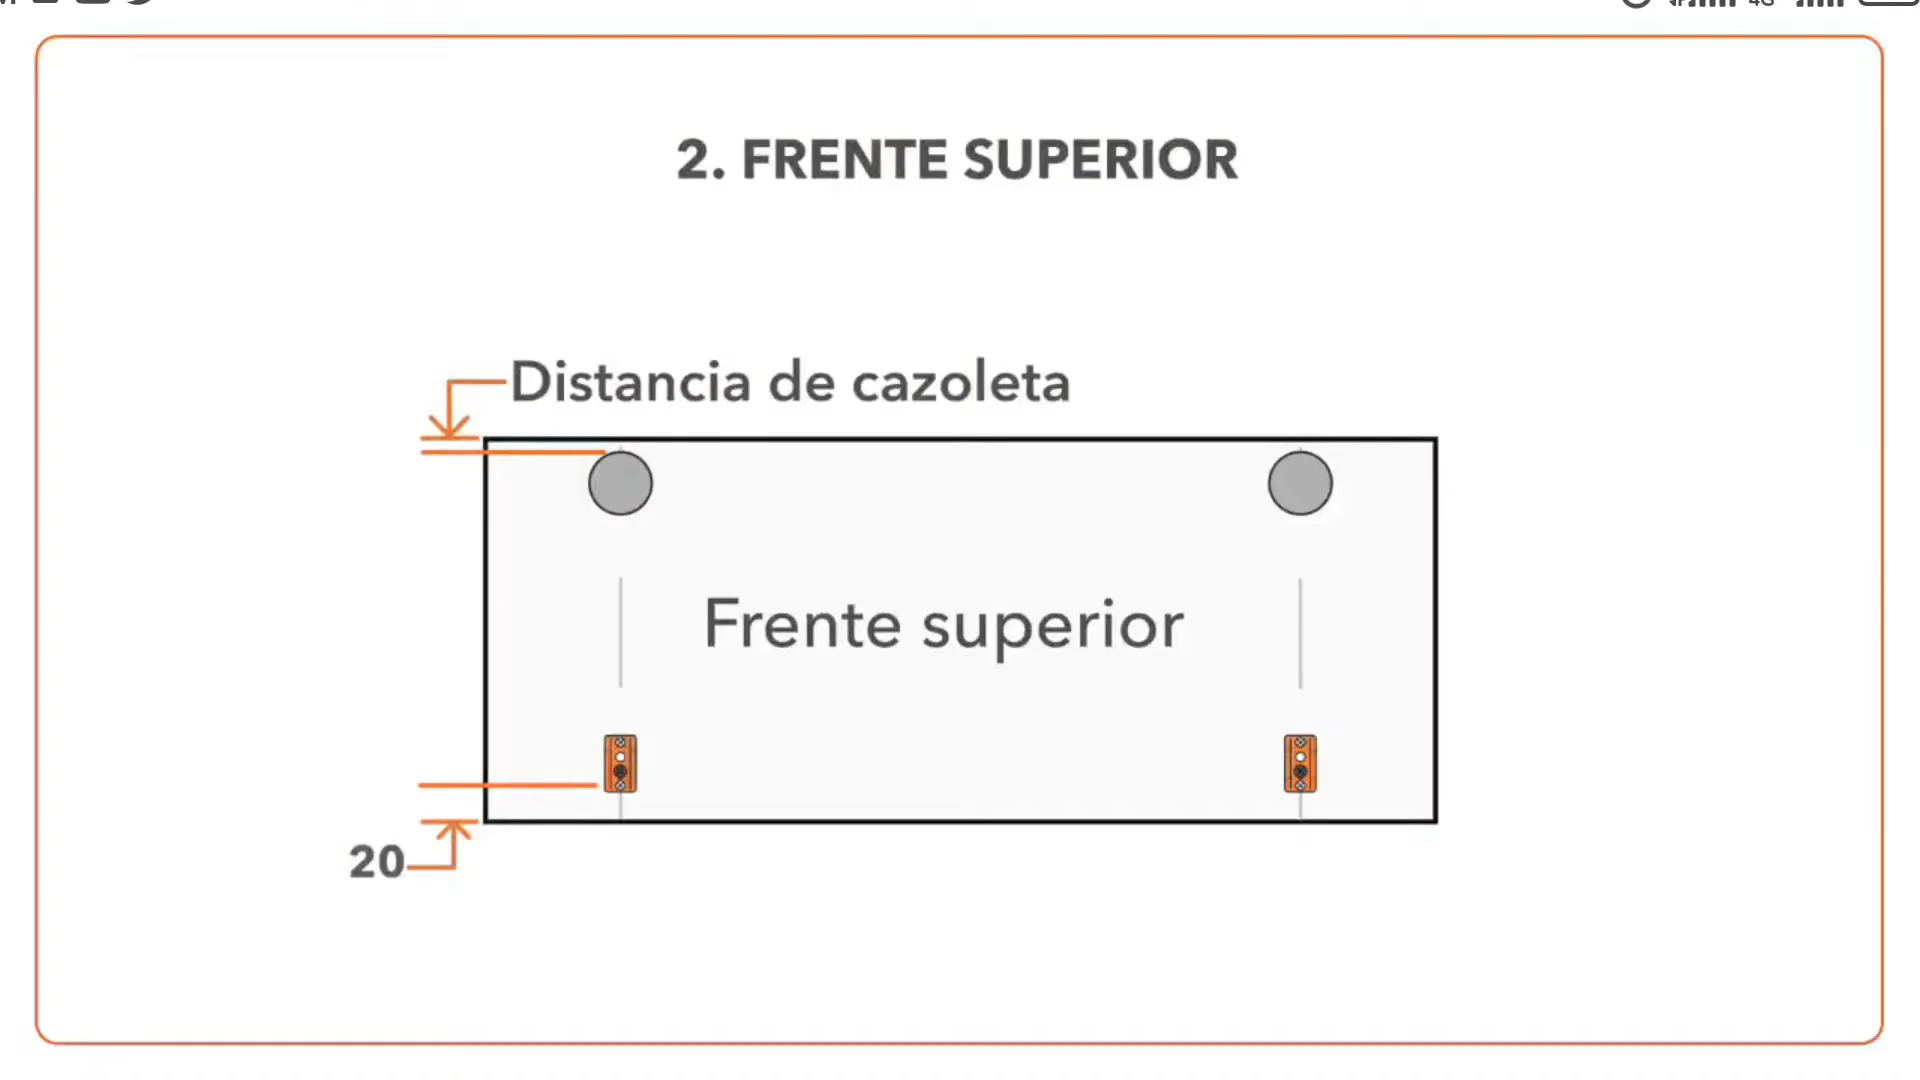 2. FRENTE SUPERIOR
Distancia de cazoleta
Frente superior
20